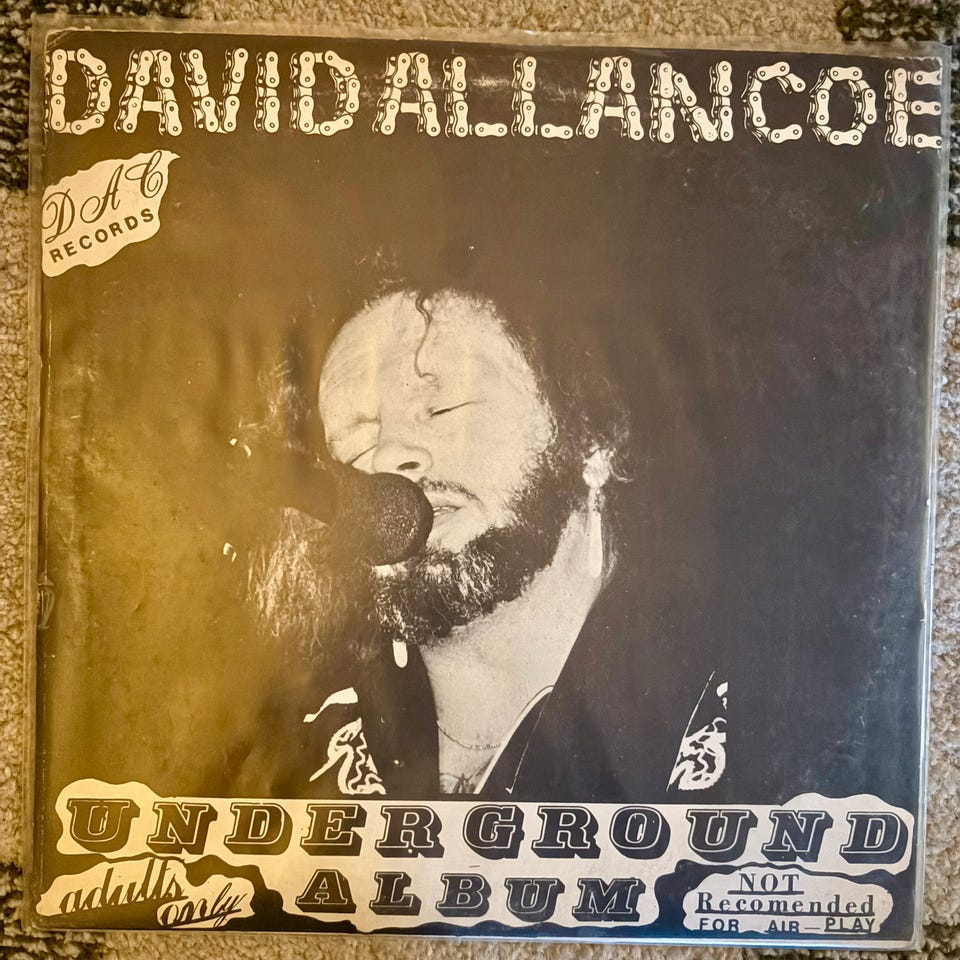 DAVID ALLAN COE
DAC
RECORDS
UNDERGROUND
ALBUM
adults
only
NOT
Recomended
FOR AIR—PLAY